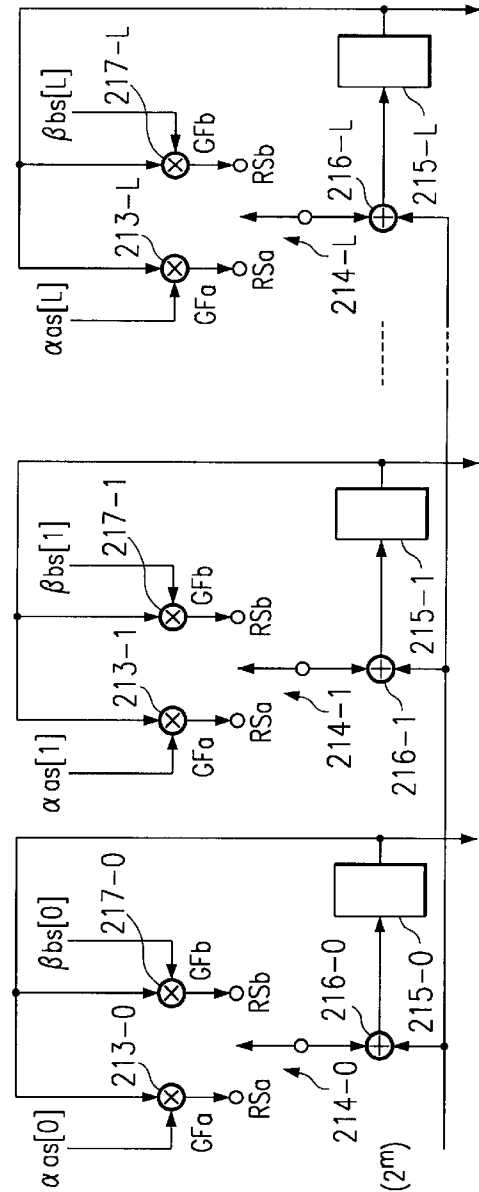 αas[0]
βbs[0]
213-0
217-0
GFa
GFb
RSa
RSb
214-0
216-0
215-0
(2^m)
αas[1]
βbs[1]
213-1
217-1
GFa
GFb
RSa
RSb
214-1
216-1
215-1
αas[L]
βbs[L]
213-L
217-L
GFa
GFb
RSa
RSb
214-L
216-L
215-L